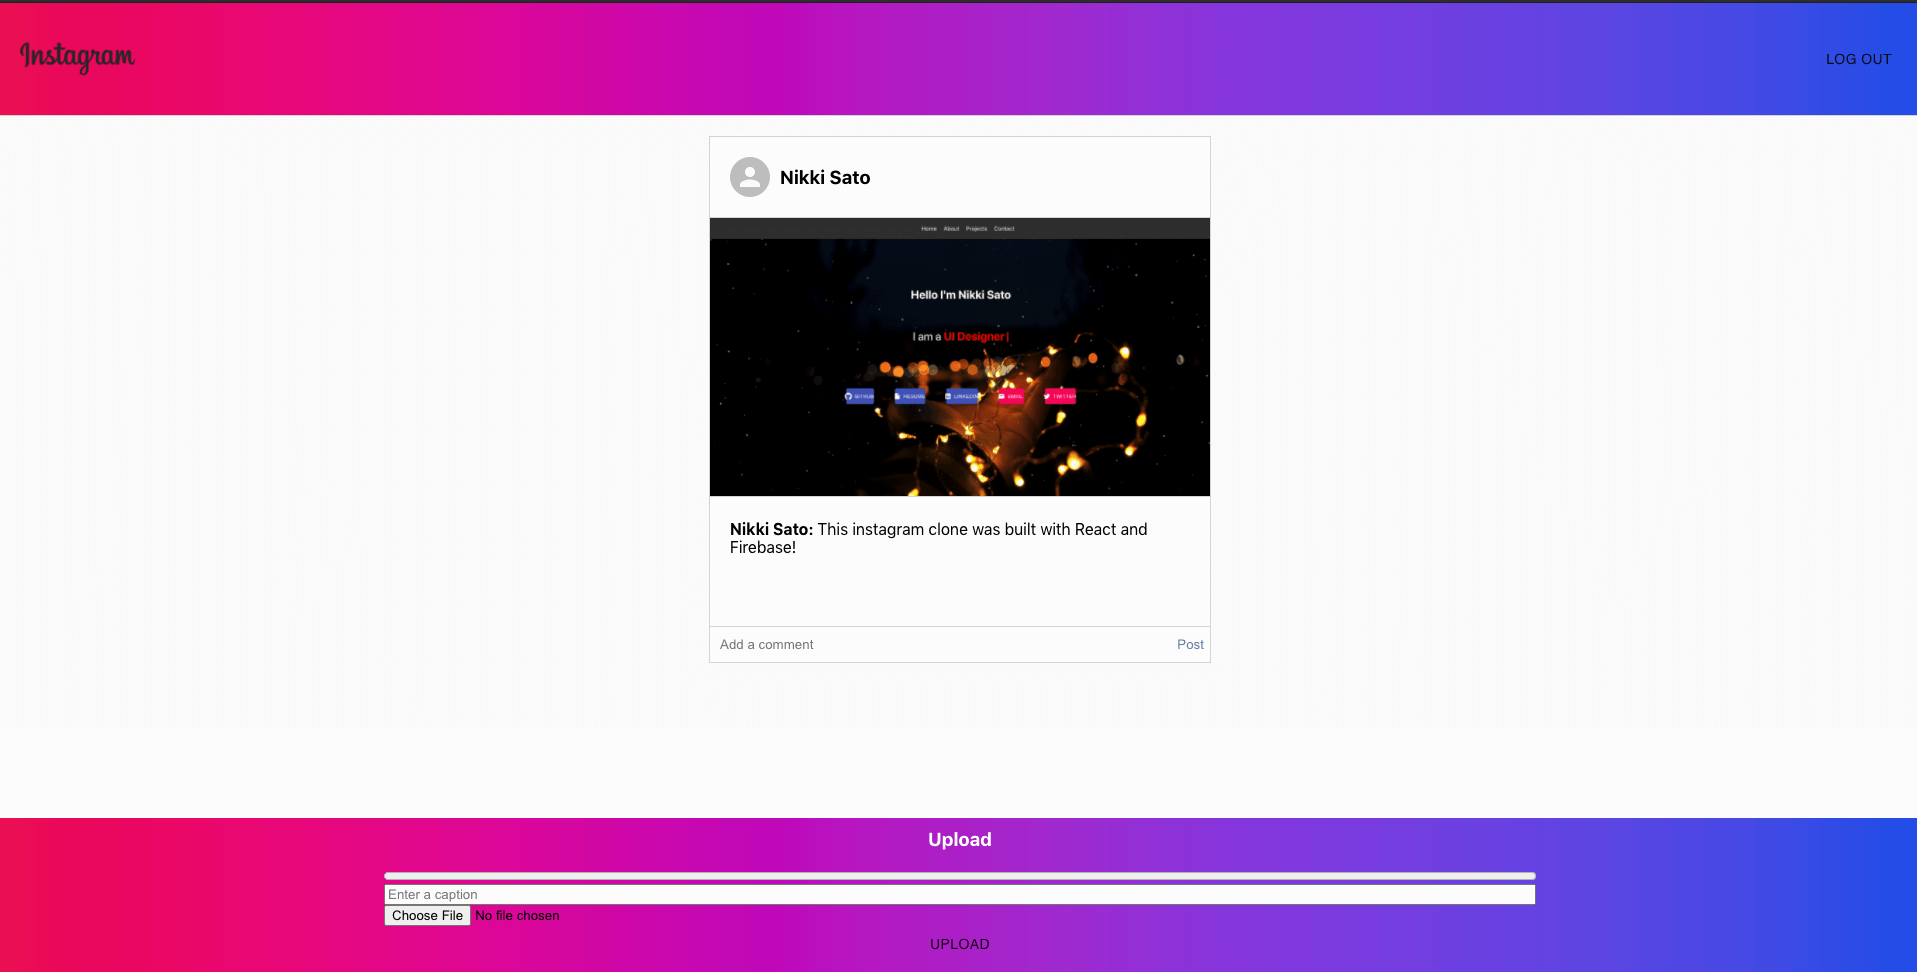 Instagram
LOG OUT
Nikki Sato
Home About Projects Contact
Hello I'm Nikki Sato
I am a UI Designer |
GITHUB RESUME LINKEDIN EMAIL TWITTER
Nikki Sato: This instagram clone was built with React and
Firebase!
Add a comment Post
Upload
Enter a caption
Choose File No file chosen
UPLOAD